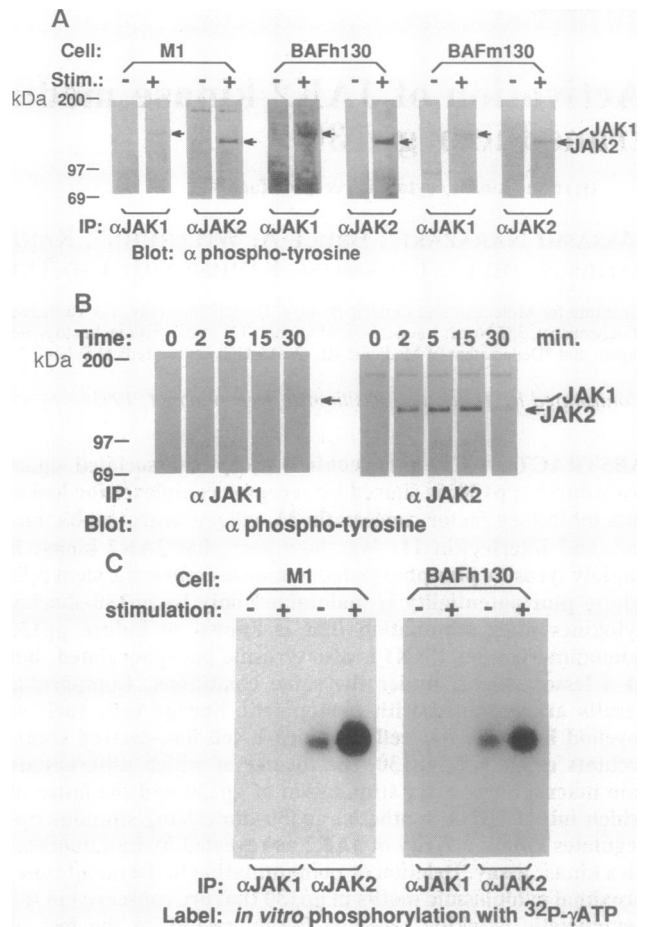 A
Cell: M1 BAFh130 BAFm130
Stim. - + - + - + - + - + - +
kDa
200
JAK1
JAK2
97
69
IP: αJAK1 αJAK2 αJAK1 αJAK2 αJAK1 αJAK2
Blot: α phospho-tyrosine
B
Time: 0 2 5 15 30 0 2 5 15 30 min.
kDa 200
JAK1
JAK2
97
69
IP: α JAK1 α JAK2
Blot: α phospho-tyrosine
C
Cell: M1 BAFh130
stimulation: - + - + - + - +
IP: αJAK1 αJAK2 αJAK1 αJAK2
Label: in vitro phosphorylation with ³²P-γATP